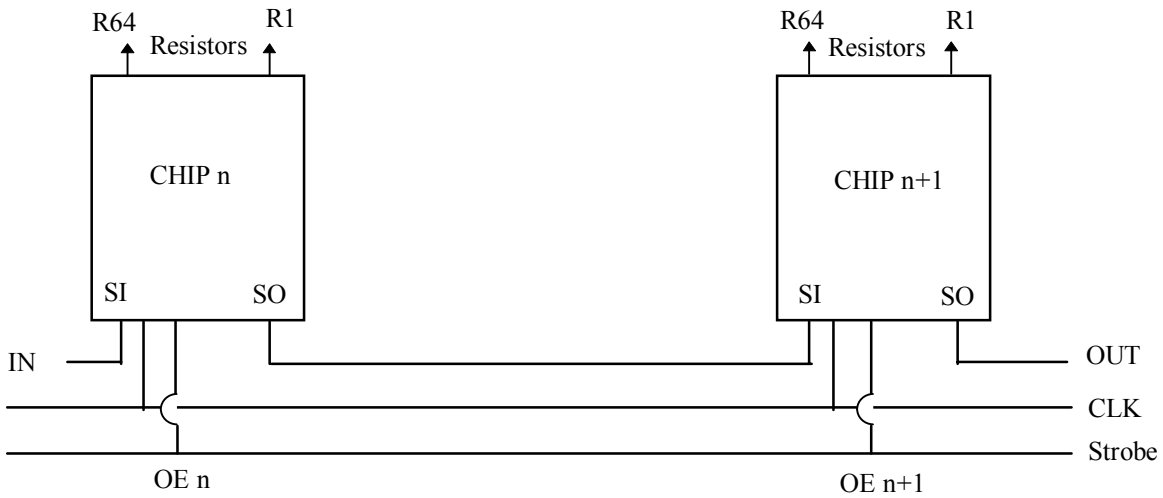 R64 R1 R64 R1
Resistors Resistors
CHIP n CHIP n+1
SI SO SI SO
IN OUT
CLK
Strobe
OE n OE n+1